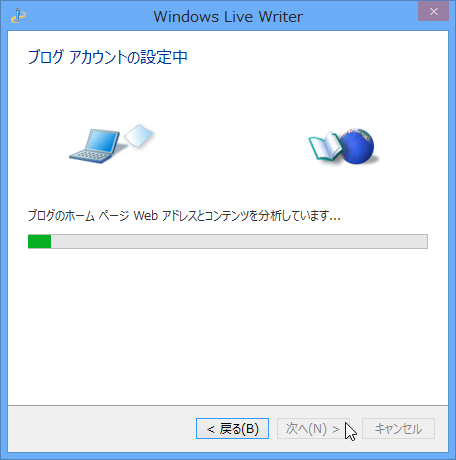 Windows Live Writer
ブログ アカウントの設定中
ブログのホーム ページ Web アドレスとコンテンツを分析しています...
< 戻る(B)
次へ(N) >
キャンセル